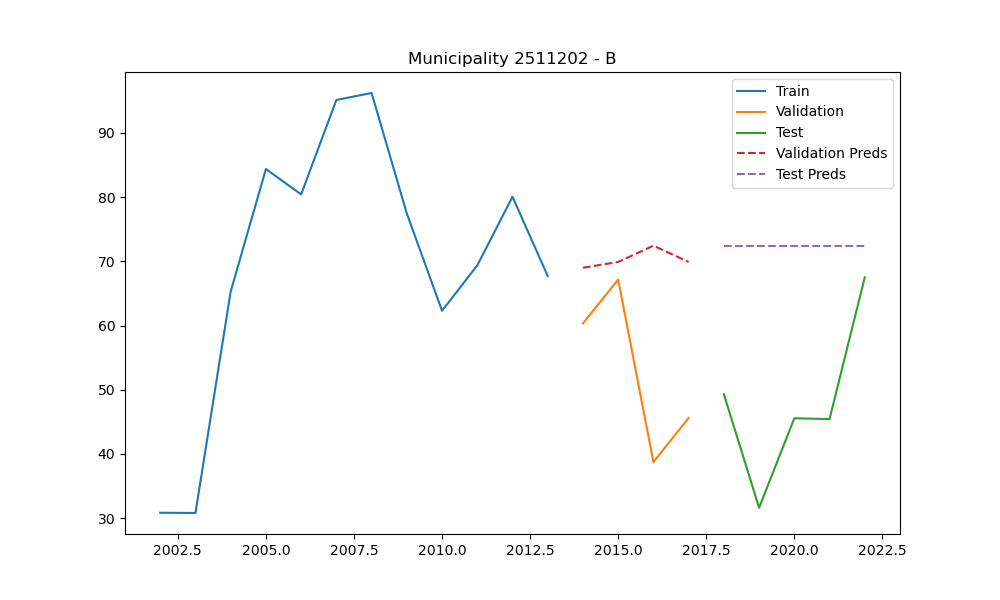 Municipality 2511202 - B
Train
Validation
Test
Validation Preds
Test Preds
90
80
70
60
50
40
30
2002.5 2005.0 2007.5 2010.0 2012.5 2015.0 2017.5 2020.0 2022.5